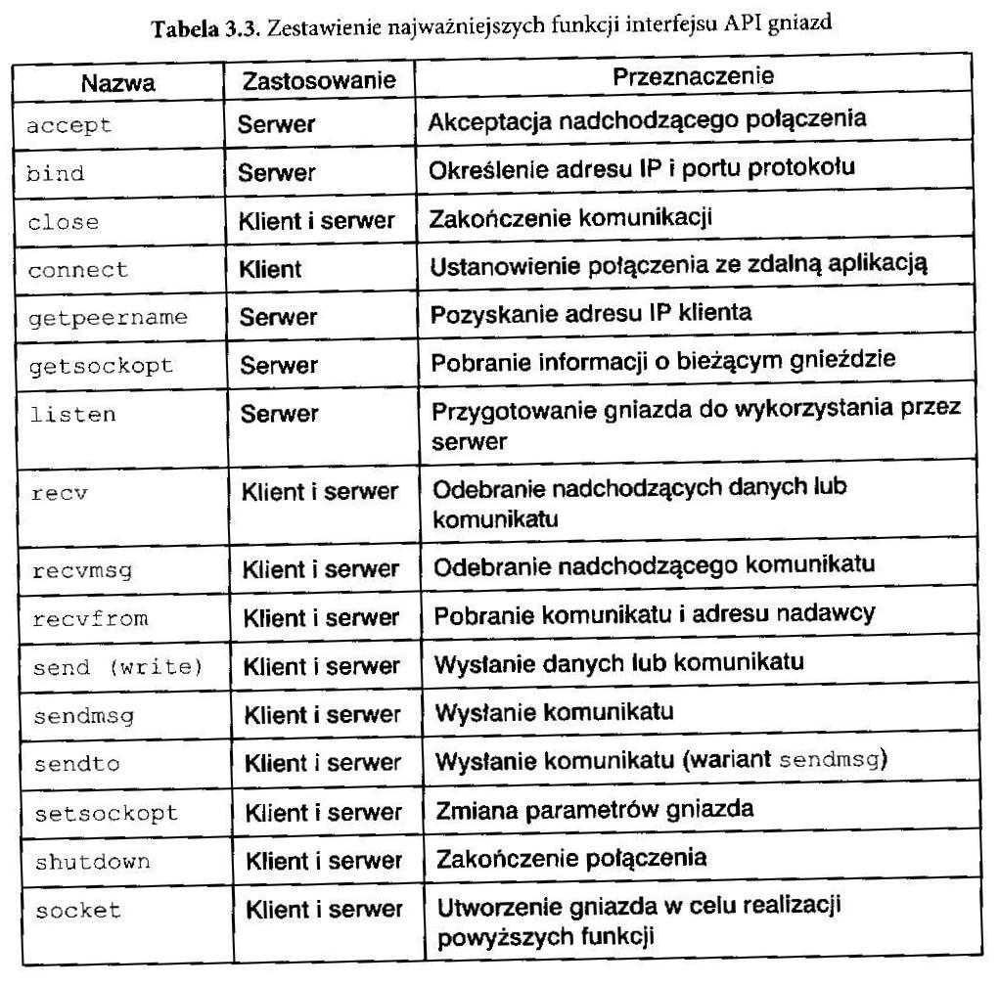 Tabela 3.3. Zestawienie najważniejszych funkcji interfejsu API gniazd
Nazwa Zastosowanie Przeznaczenie
accept Serwer Akceptacja nadchodzącego połączenia
bind Serwer Określenie adresu IP i portu protokołu
close Klient i serwer Zakończenie komunikacji
connect Klient Ustanowienie połączenia ze zdalną aplikacją
getpeername Serwer Pozyskanie adresu IP klienta
getsockopt Serwer Pobranie informacji o bieżącym gnieździe
listen Serwer Przygotowanie gniazda do wykorzystania przez
serwer
recv Klient i serwer Odebranie nadchodzących danych lub
komunikatu
recvmsg Klient i serwer Odebranie nadchodzącego komunikatu
recvfrom Klient i serwer Pobranie komunikatu i adresu nadawcy
send (write) Klient i serwer Wysłanie danych lub komunikatu
sendmsg Klient i serwer Wysłanie komunikatu
sendto Klient i serwer Wysłanie komunikatu (wariant sendmsg)
setsockopt Klient i serwer Zmiana parametrów gniazda
shutdown Klient i serwer Zakończenie połączenia
socket Klient i serwer Utworzenie gniazda w celu realizacji
powyższych funkcji